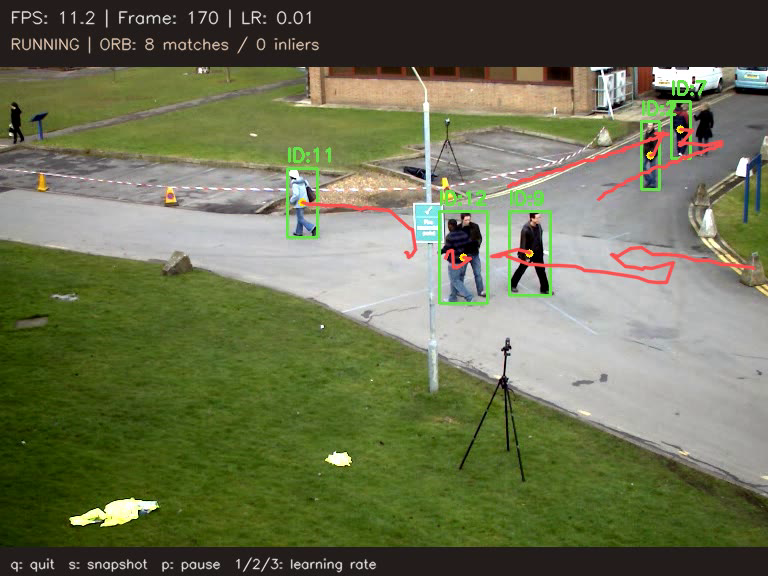 FPS: 11.2 | Frame: 170 | LR: 0.01
RUNNING | ORB: 8 matches / 0 inliers
ID:7
ID:11
ID:12
ID:9
q: quit s: snapshot p: pause 1/2/3: learning rate